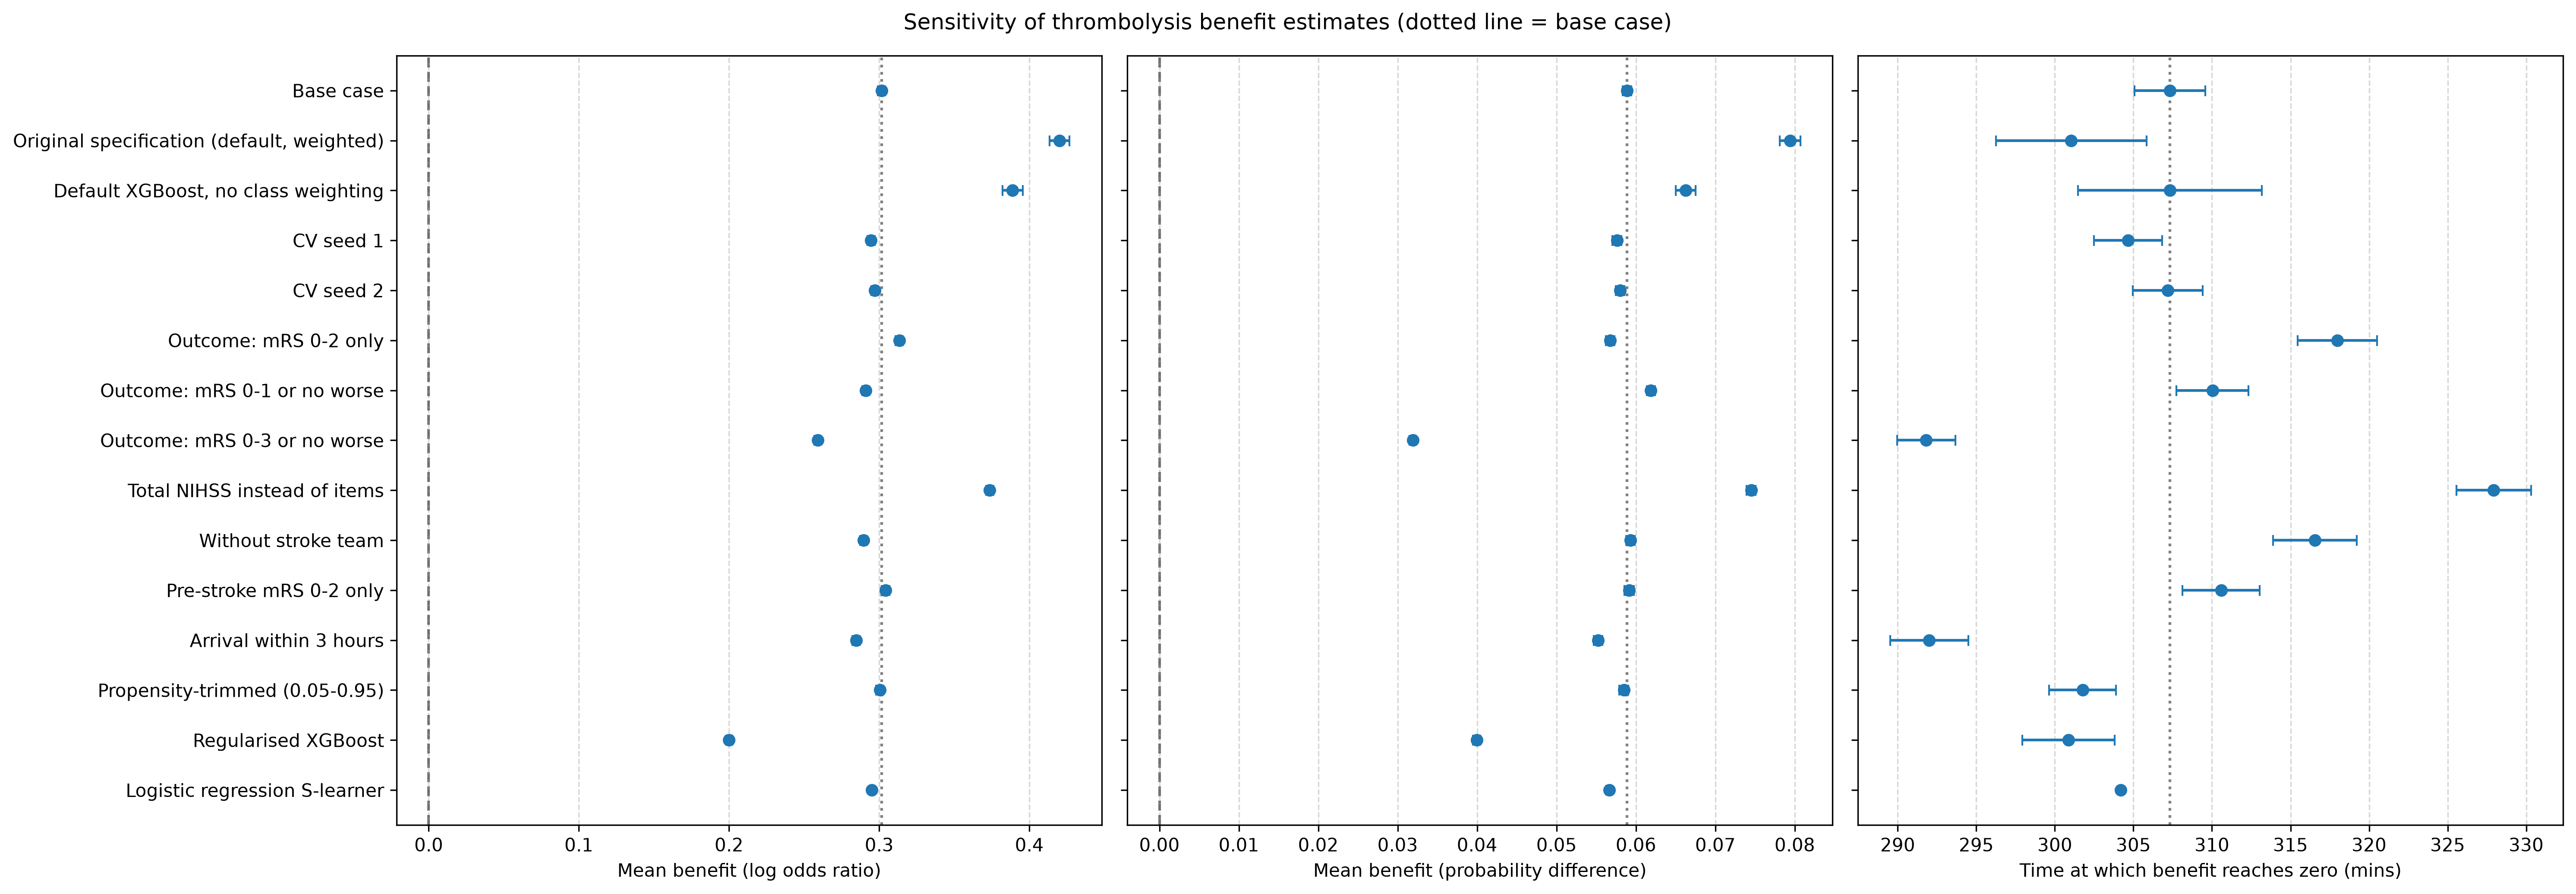 Sensitivity of thrombolysis benefit estimates (dotted line = base case)
Base case
Original specification (default, weighted)
Default XGBoost, no class weighting
CV seed 1
CV seed 2
Outcome: mRS 0-2 only
Outcome: mRS 0-1 or no worse
Outcome: mRS 0-3 or no worse
Total NIHSS instead of items
Without stroke team
Pre-stroke mRS 0-2 only
Arrival within 3 hours
Propensity-trimmed (0.05-0.95)
Regularised XGBoost
Logistic regression S-learner
0.0 0.1 0.2 0.3 0.4
Mean benefit (log odds ratio)
0.00 0.01 0.02 0.03 0.04 0.05 0.06 0.07 0.08
Mean benefit (probability difference)
290 295 300 305 310 315 320 325 330
Time at which benefit reaches zero (mins)